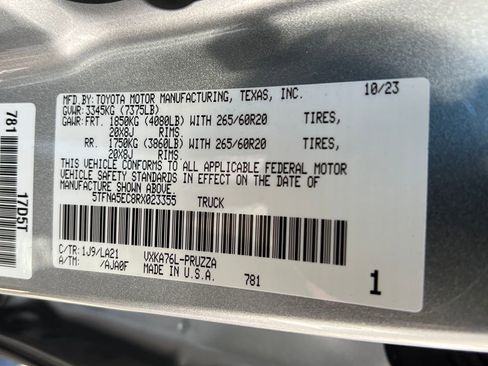 MFD.BY: TOYOTA MOTOR MANUFACTURING, TEXAS, INC. 10/23
GVWR: 3345KG (7375LB)
GAWR: FRT. 1850KG (4080LB) WITH 265/60R20 TIRES,
20X8J RIMS.
RR. 1750KG (3860LB) WITH 265/60R20 TIRES,
20X8J RIMS.
THIS VEHICLE CONFORMS TO ALL APPLICABLE FEDERAL MOTOR
VEHICLE SAFETY STANDARDS IN EFFECT ON THE DATE OF
MANUFACTURE SHOWN ABOVE
5TFNA5EC8RX023355 TRUCK
C/TR: 1J9/LA21 VXKA76L-PRUZZA
A/TM: /AJA0F MADE IN U.S.A. 781 1
781 17D5T